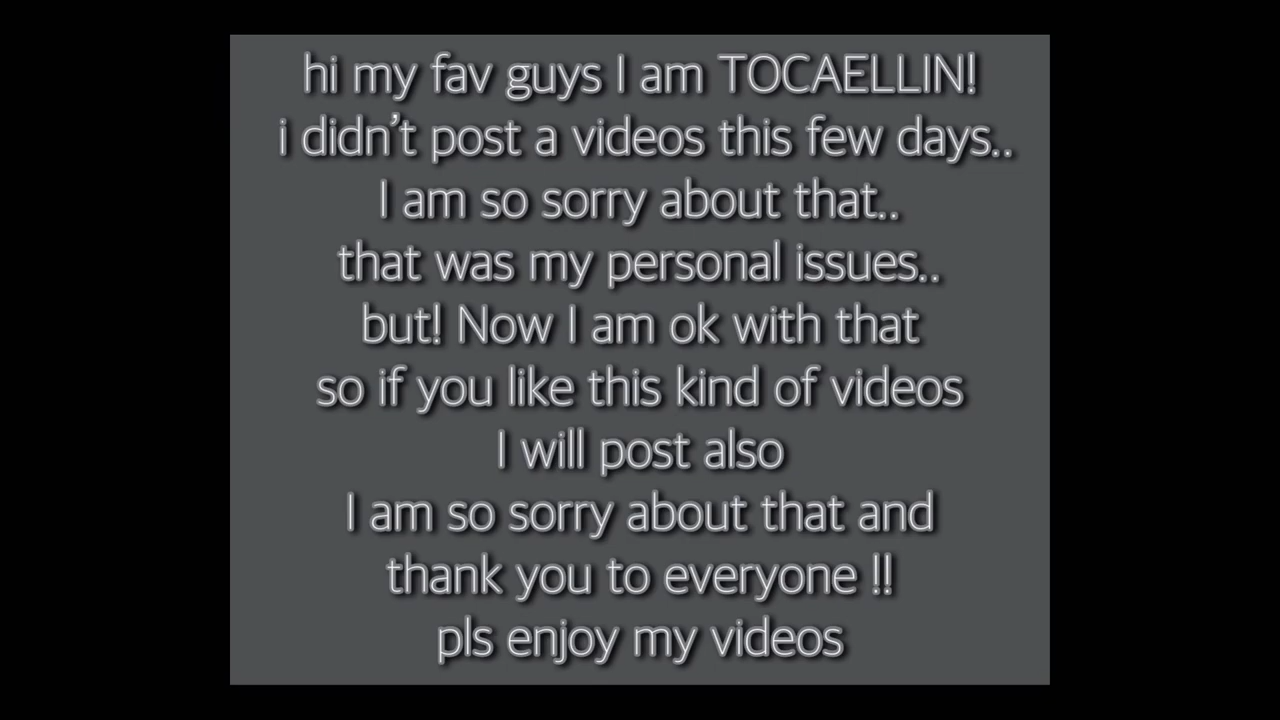 hi my fav guys I am TOCAELLIN!
i didn't post a videos this few days..
I am so sorry about that..
that was my personal issues..
but! Now I am ok with that
so if you like this kind of videos
I will post also
I am so sorry about that and
thank you to everyone !!
pls enjoy my videos